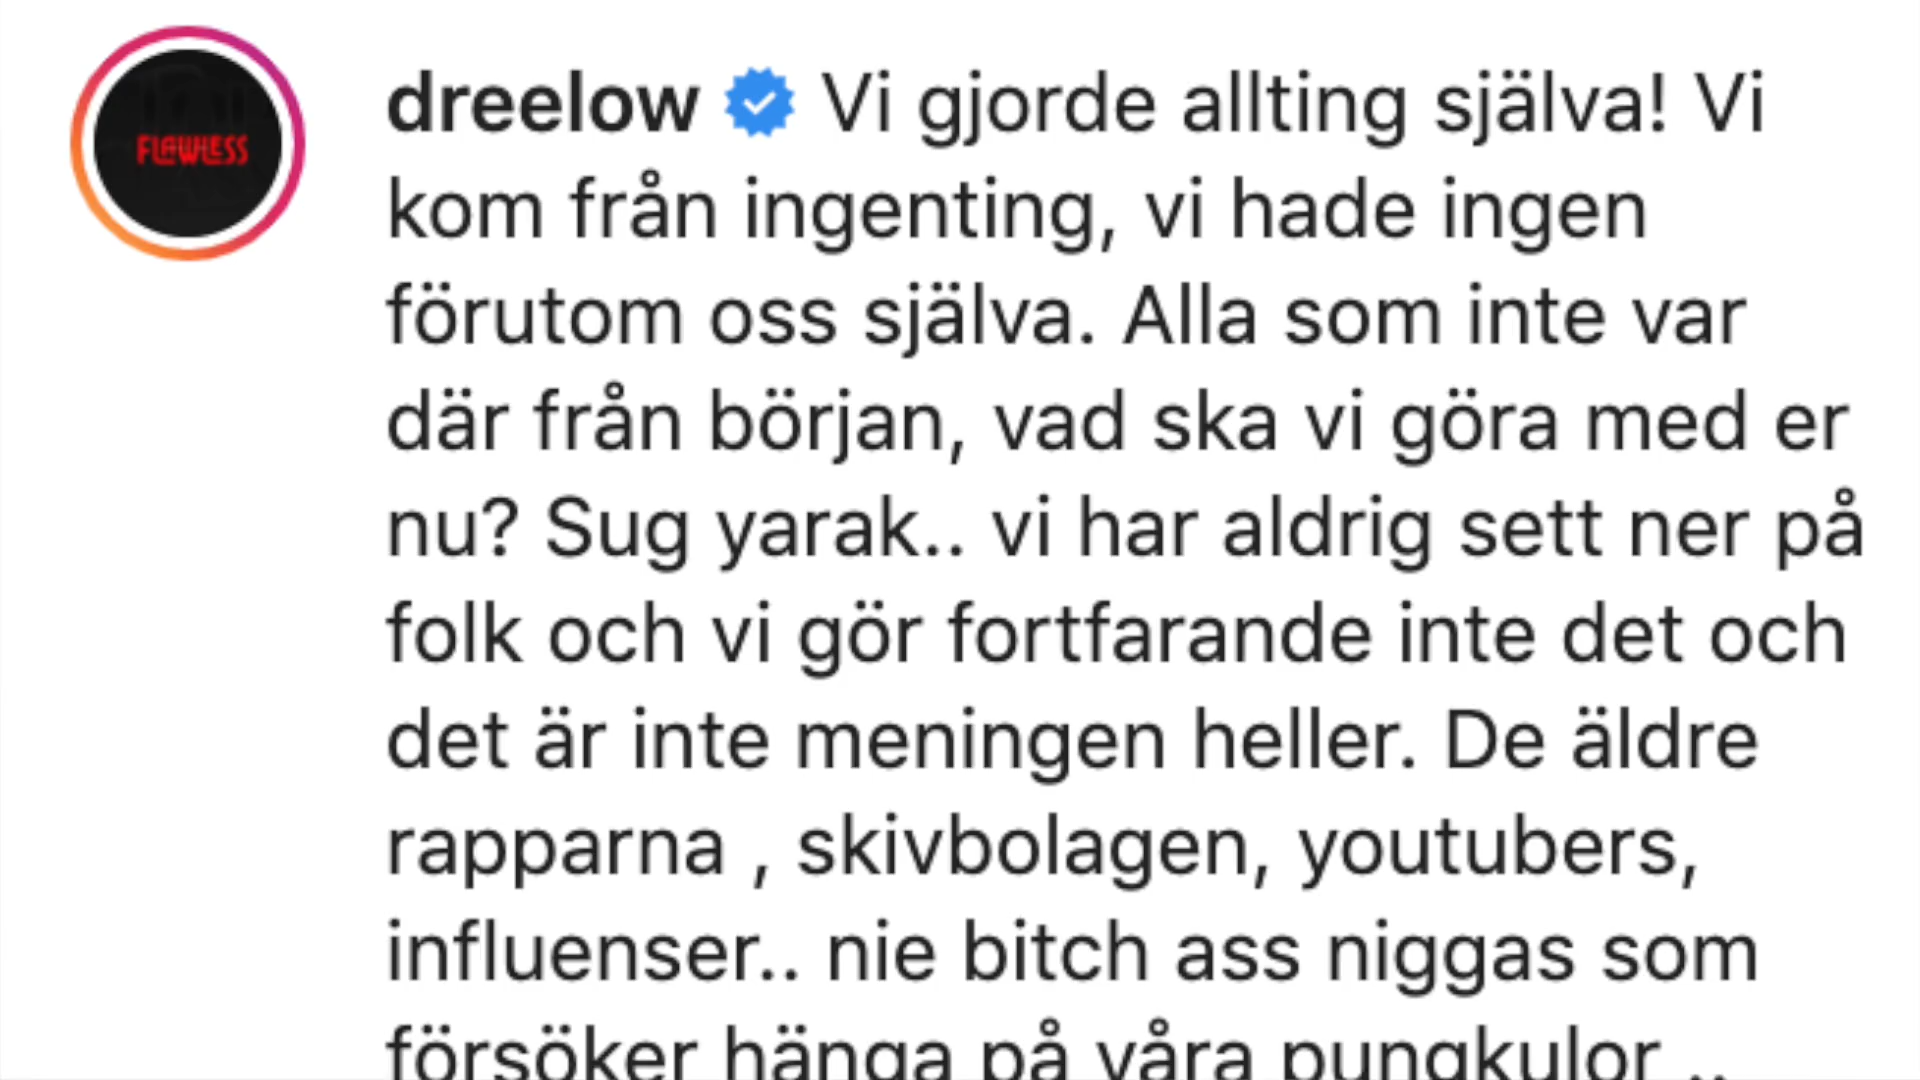 FLAWLESS
dreelow Vi gjorde allting själva! Vi
kom från ingenting, vi hade ingen
förutom oss själva. Alla som inte var
där från början, vad ska vi göra med er
nu? Sug yarak.. vi har aldrig sett ner på
folk och vi gör fortfarande inte det och
det är inte meningen heller. De äldre
rapparna , skivbolagen, youtubers,
influenser.. nie bitch ass niggas som
försöker hänga på våra pungkulor ..